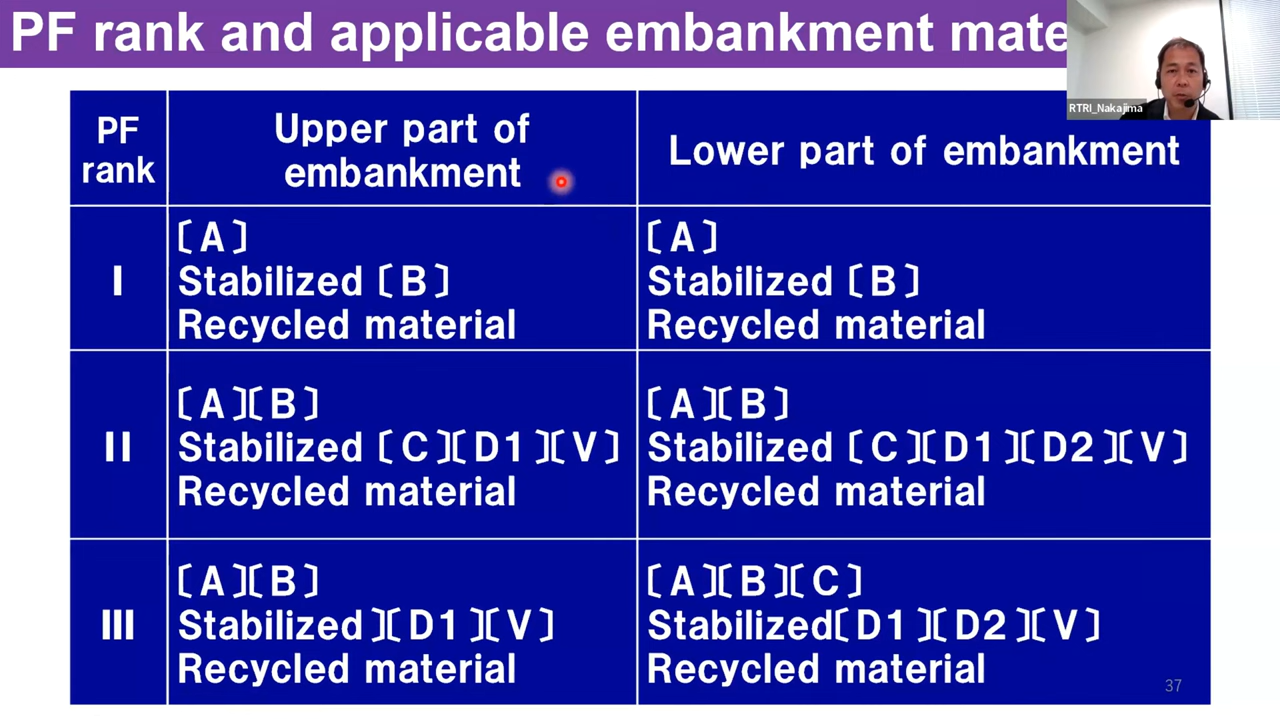 PF rank and applicable embankment mate
RTRI_Nakajima
PF
rank
Upper part of
embankment
Lower part of embankment
I
〔A〕
Stabilized〔B〕
Recycled material
〔A〕
Stabilized〔B〕
Recycled material
II
〔A〕〔B〕
Stabilized〔C〕〔D1〕〔V〕
Recycled material
〔A〕〔B〕
Stabilized〔C〕〔D1〕〔D2〕〔V〕
Recycled material
III
〔A〕〔B〕
Stabilized〕〔D1〕〔V〕
Recycled material
〔A〕〔B〕〔C〕
Stabilized〔D1〕〔D2〕〔V〕
Recycled material
37